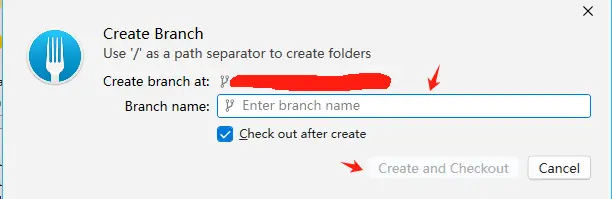 Create Branch
Use '/' as a path separator to create folders
Create branch at:
Branch name: Enter branch name
Check out after create
Create and Checkout Cancel